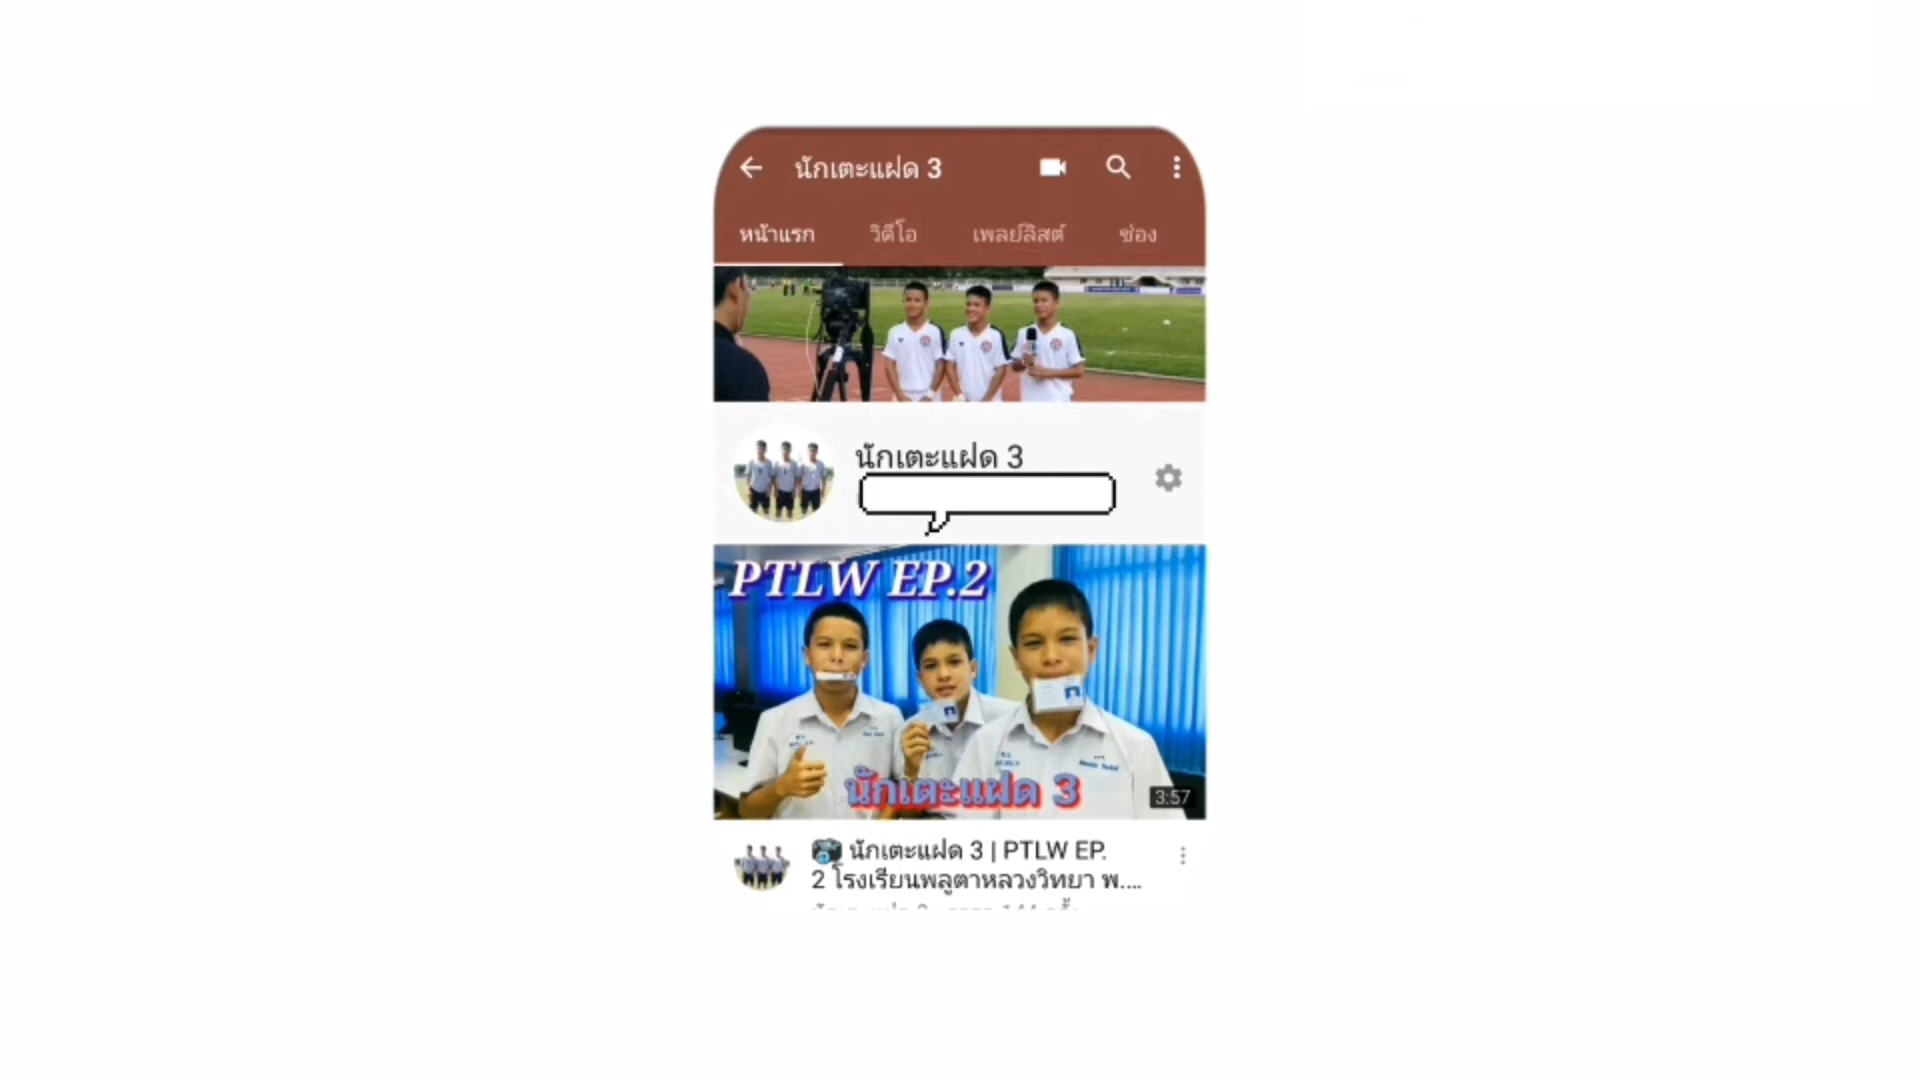 นักเตะแฝด 3
หน้าแรก วิดีโอ เพลย์ลิสต์ ช่อง
นักเตะแฝด 3
PTLW EP.2
นักเตะแฝด 3
3:57
นักเตะแฝด 3 | PTLW EP.
2 โรงเรียนพลูตาหลวงวิทยา พ....